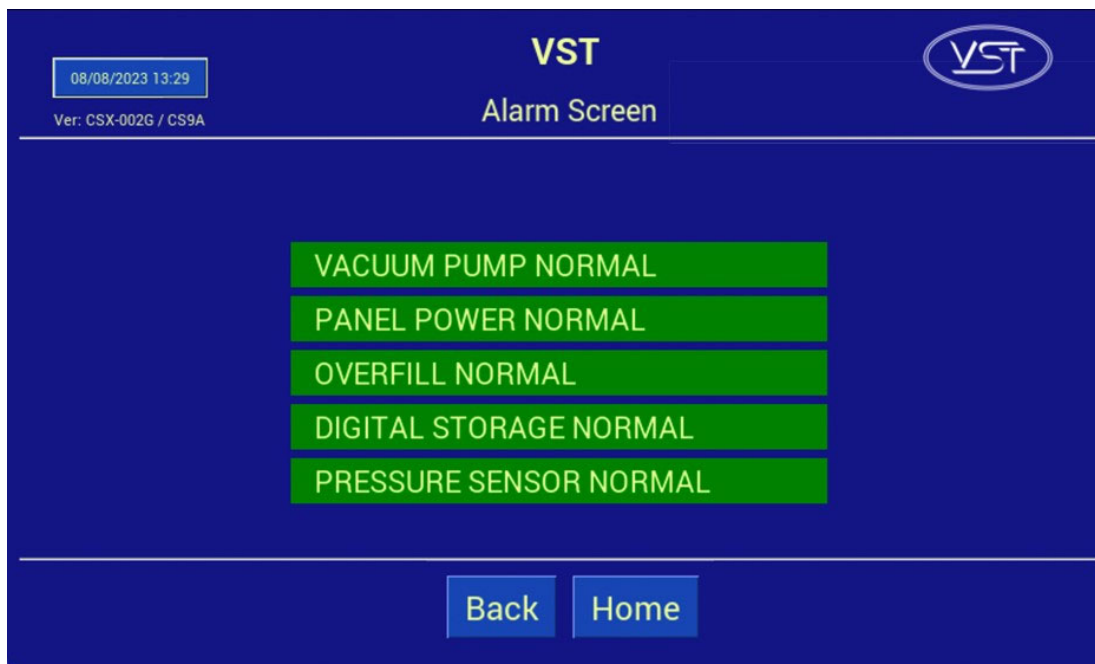 VST
08/08/2023 13:29
Ver: CSX-002G / CS9A
Alarm Screen
VST
VACUUM PUMP NORMAL
PANEL POWER NORMAL
OVERFILL NORMAL
DIGITAL STORAGE NORMAL
PRESSURE SENSOR NORMAL
Back
Home